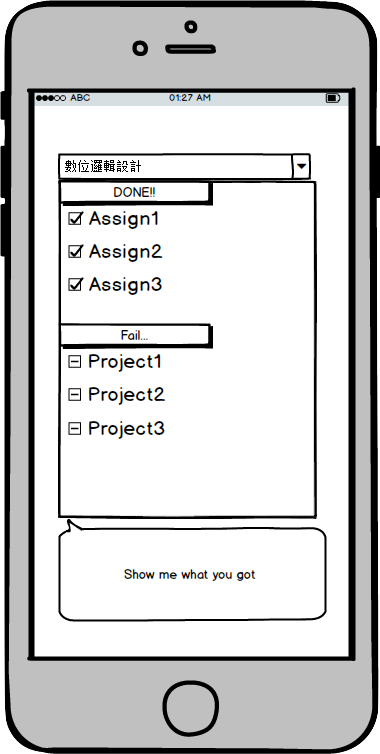 ABC 01:27 AM
數位邏輯設計
DONE!!
Assign1
Assign2
Assign3
Fail...
Project1
Project2
Project3
Show me what you got